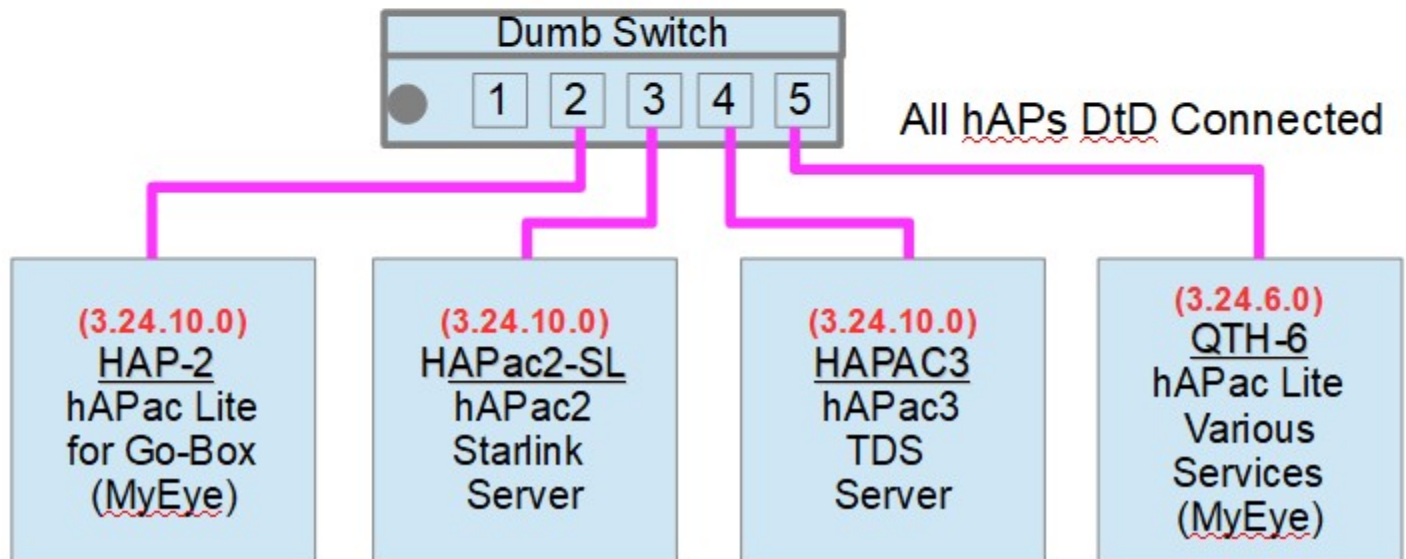 Dumb Switch
1 2 3 4 5
All hAPs DtD Connected
(3.24.10.0)
HAP-2
hAPac Lite
for Go-Box
(MyEye)
(3.24.10.0)
HAPac2-SL
hAPac2
Starlink
Server
(3.24.10.0)
HAPAC3
hAPac3
TDS
Server
(3.24.6.0)
QTH-6
hAPac Lite
Various
Services
(MyEye)